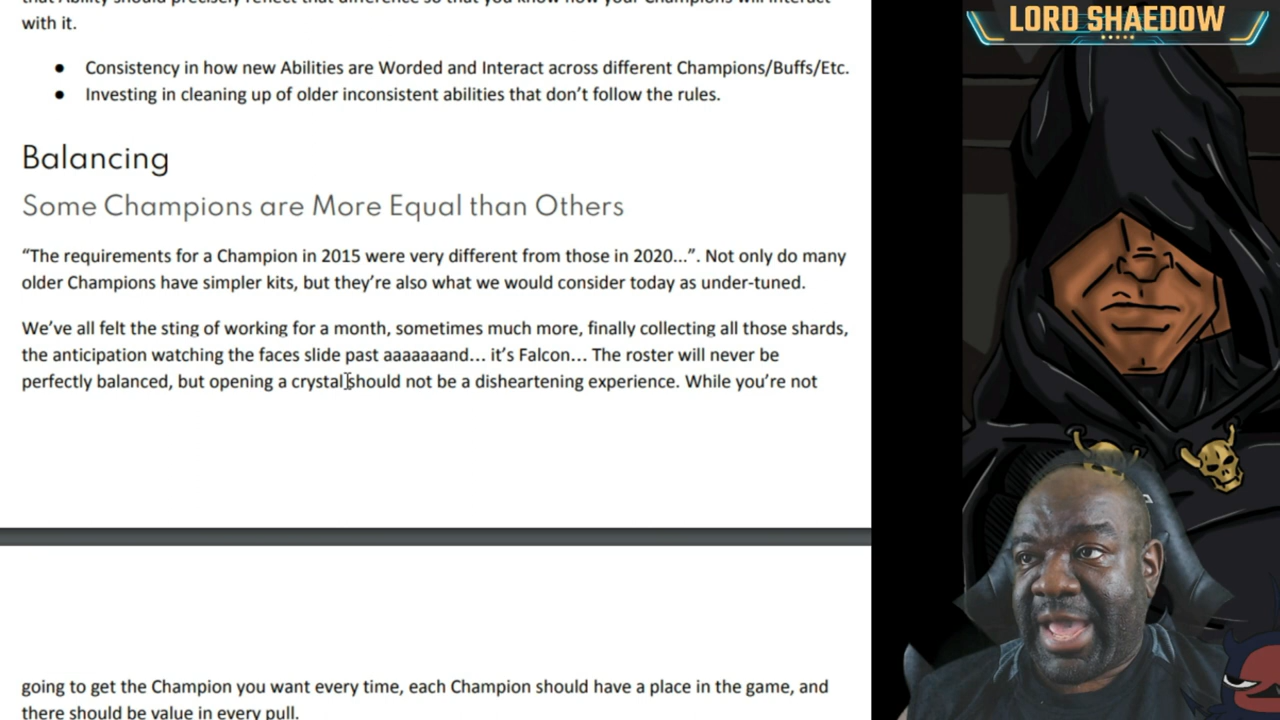 with it.
● Consistency in how new Abilities are Worded and Interact across different Champions/Buffs/Etc.
● Investing in cleaning up of older inconsistent abilities that don’t follow the rules.
Balancing
Some Champions are More Equal than Others
“The requirements for a Champion in 2015 were very different from those in 2020...”. Not only do many
older Champions have simpler kits, but they’re also what we would consider today as under-tuned.
We’ve all felt the sting of working for a month, sometimes much more, finally collecting all those shards,
the anticipation watching the faces slide past aaaaaaand... it’s Falcon... The roster will never be
perfectly balanced, but opening a crystal should not be a disheartening experience. While you’re not
going to get the Champion you want every time, each Champion should have a place in the game, and
there should be value in every pull.
LORD SHAEDOW